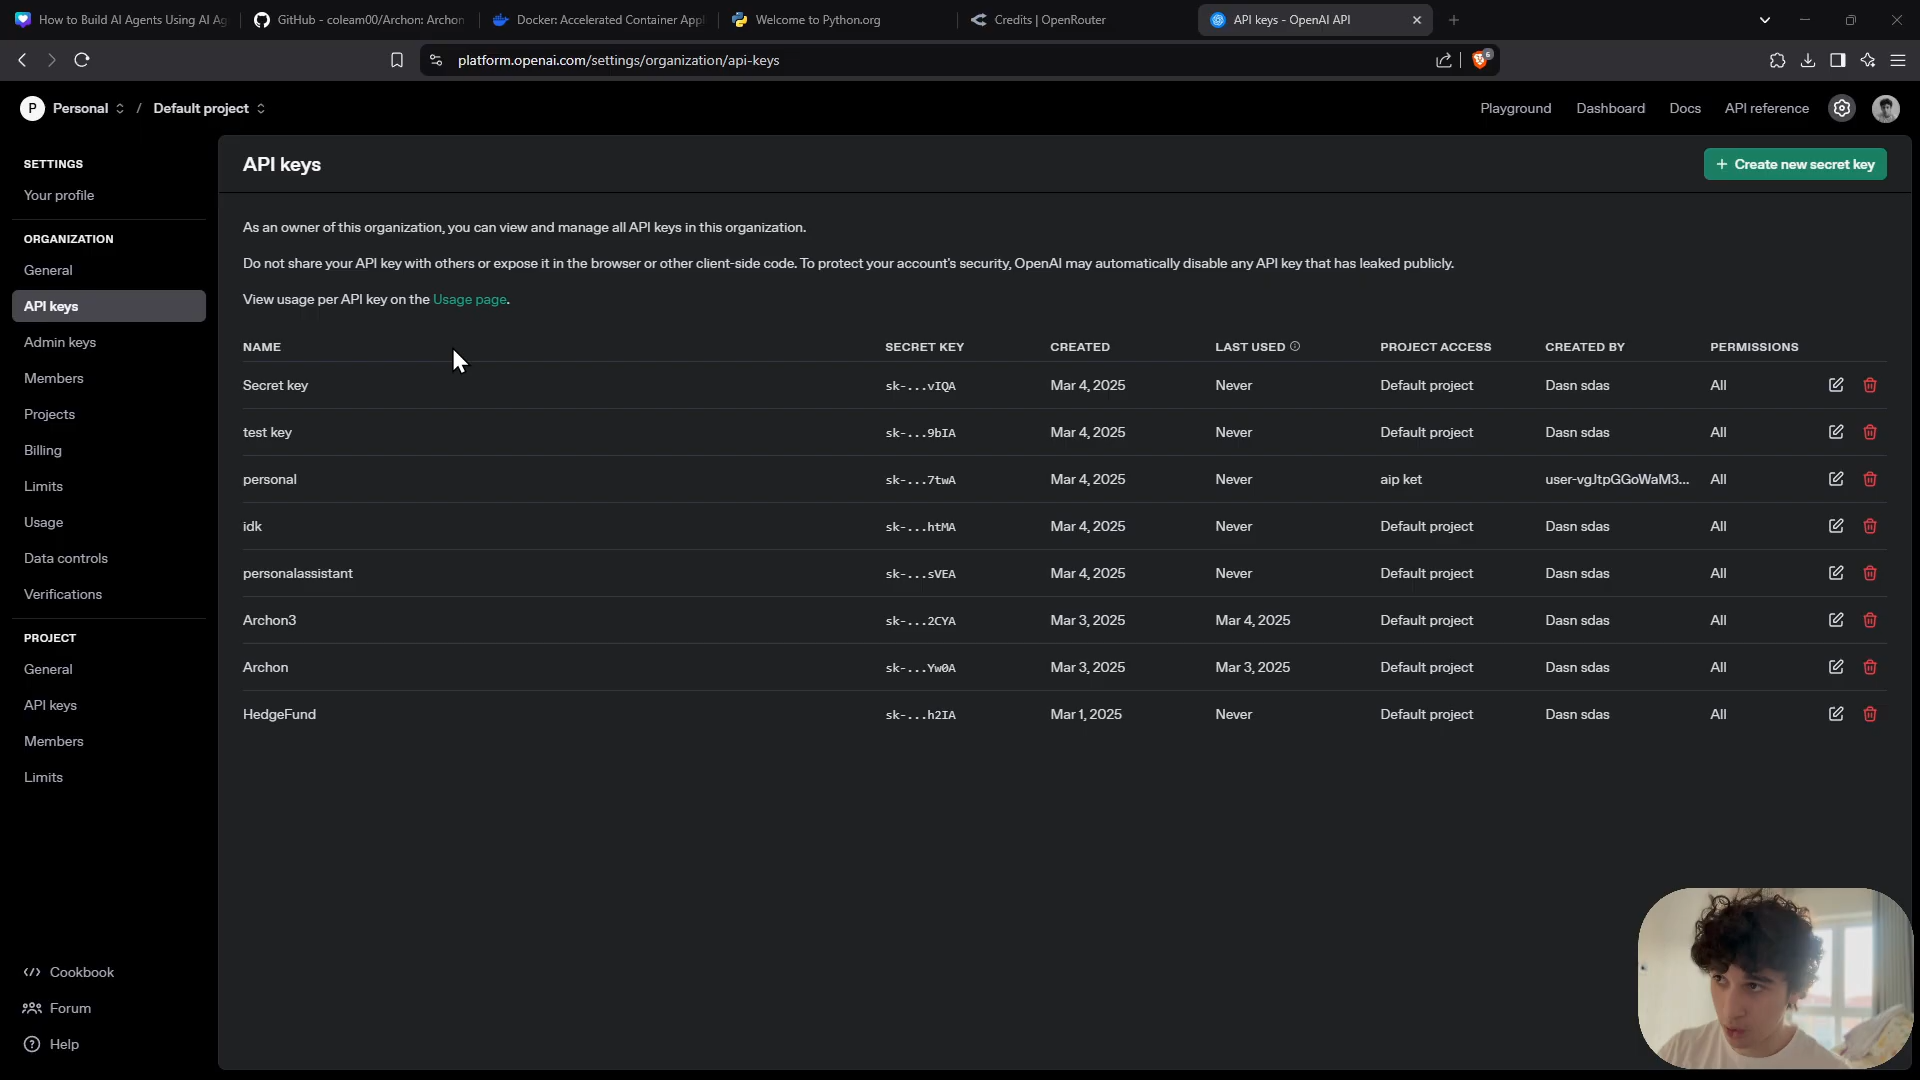 How to Build AI Agents Using AI Ag
GitHub - coleam00/Archon: Archon
Docker: Accelerated Container Appl
Welcome to Python.org
Credits | OpenRouter
API keys - OpenAI API
platform.openai.com/settings/organization/api-keys
6
P Personal / Default project
Playground Dashboard Docs API reference
SETTINGS
Your profile
ORGANIZATION
General
API keys
Admin keys
Members
Projects
Billing
Limits
Usage
Data controls
Verifications
PROJECT
General
API keys
Members
Limits
Cookbook
Forum
Help
API keys
+ Create new secret key
As an owner of this organization, you can view and manage all API keys in this organization.
Do not share your API key with others or expose it in the browser or other client-side code. To protect your account's security, OpenAI may automatically disable any API key that has leaked publicly.
View usage per API key on the Usage page.
NAME SECRET KEY CREATED LAST USED PROJECT ACCESS CREATED BY PERMISSIONS
Secret key sk-...vIQA Mar 4, 2025 Never Default project Dasn sdas All
test key sk-...9bIA Mar 4, 2025 Never Default project Dasn sdas All
personal sk-...7twA Mar 4, 2025 Never aip ket user-vgJtpGGoWaM3... All
idk sk-...htMA Mar 4, 2025 Never Default project Dasn sdas All
personalassistant sk-...sVEA Mar 4, 2025 Never Default project Dasn sdas All
Archon3 sk-...2CYA Mar 3, 2025 Mar 4, 2025 Default project Dasn sdas All
Archon sk-...Yw0A Mar 3, 2025 Mar 3, 2025 Default project Dasn sdas All
HedgeFund sk-...h2IA Mar 1, 2025 Never Default project Dasn sdas All